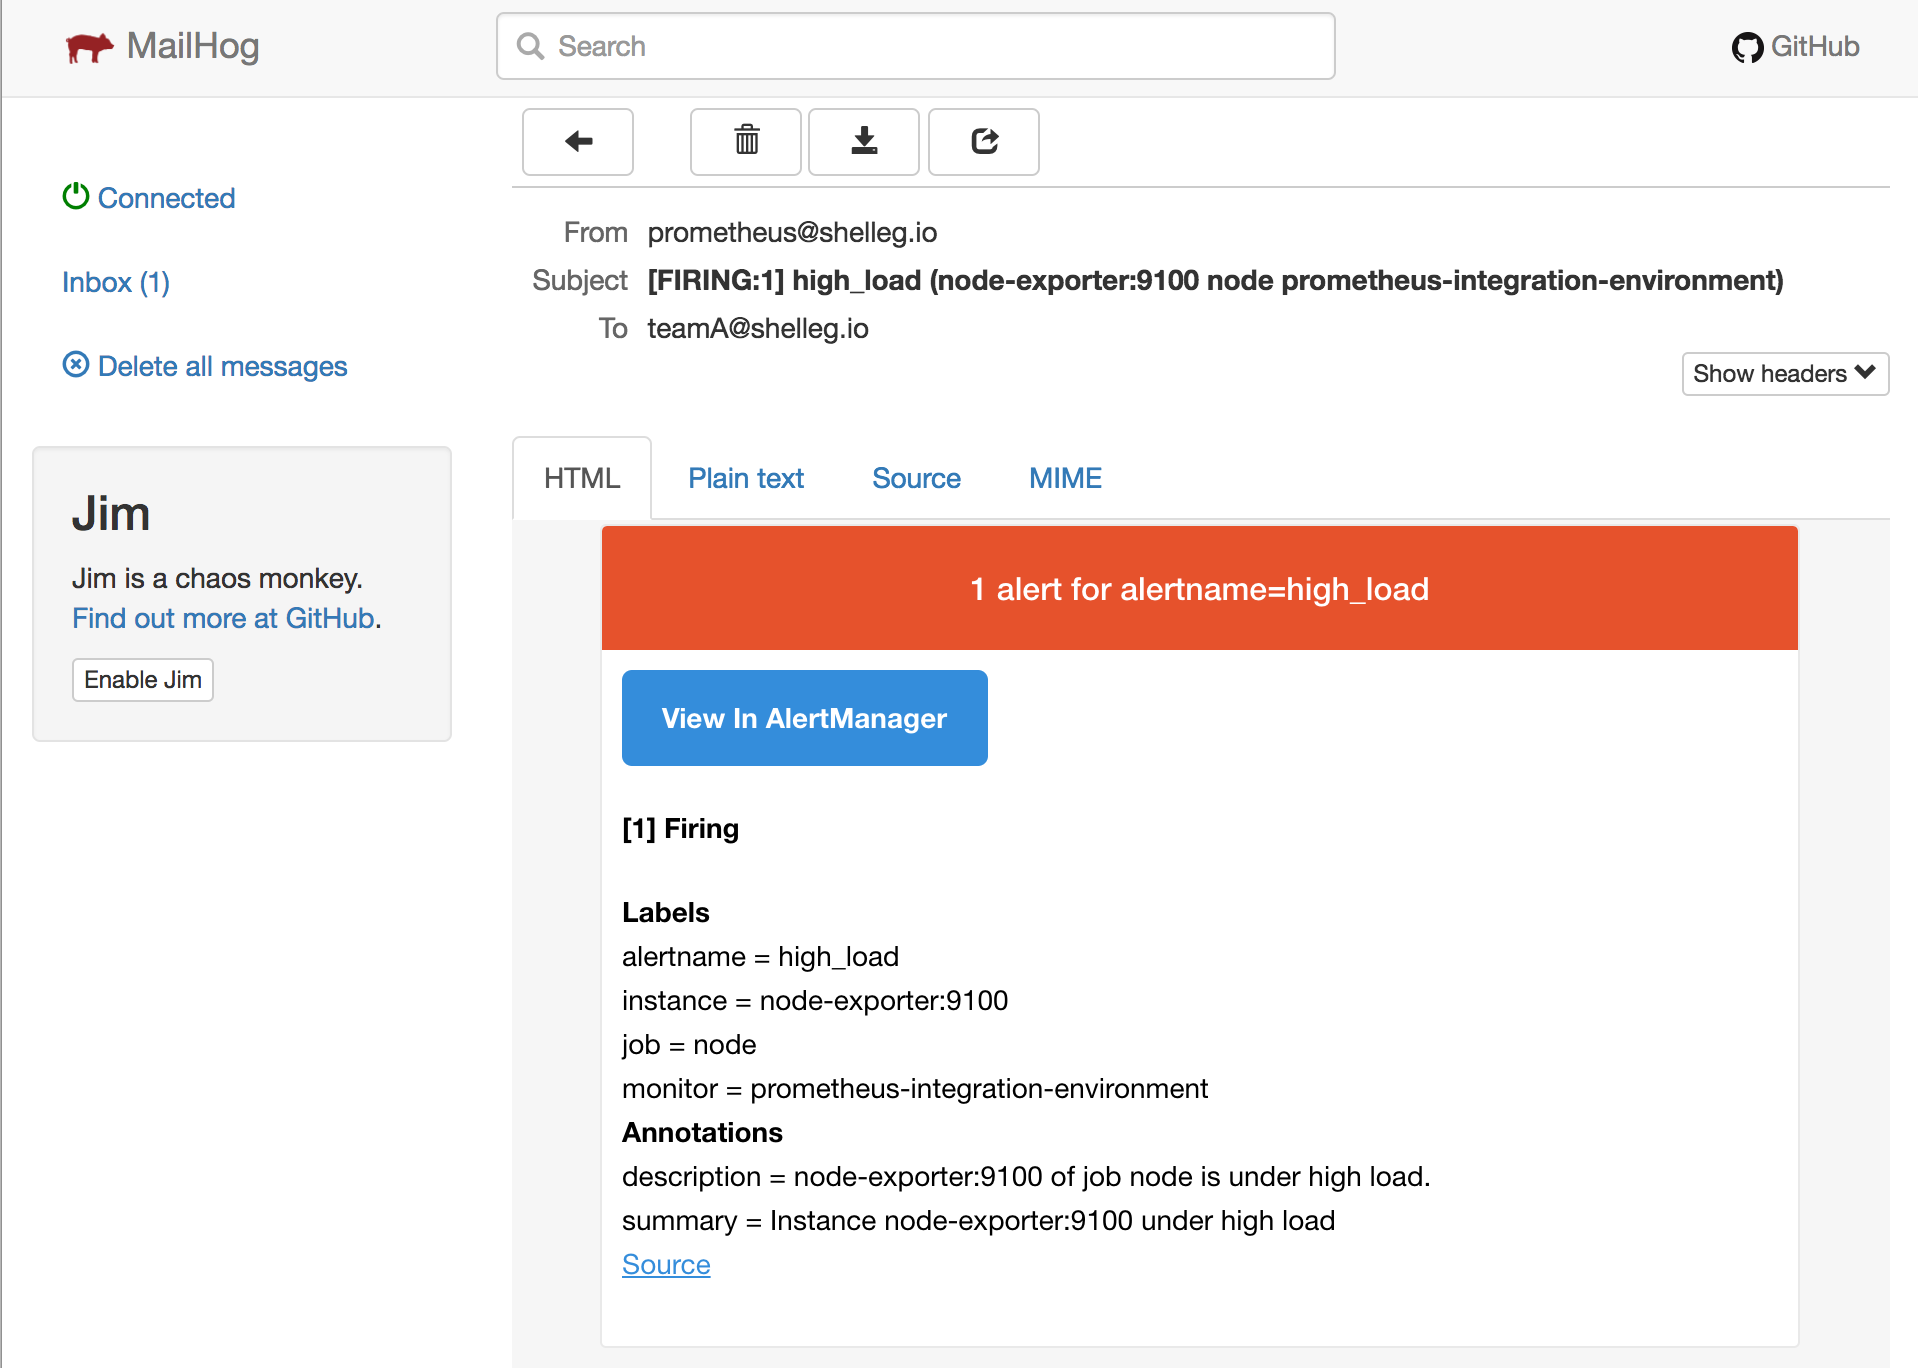 MailHog
Search
GitHub
Connected
Inbox (1)
Delete all messages
Jim
Jim is a chaos monkey.
Find out more at GitHub.
Enable Jim
From prometheus@shelleg.io
Subject [FIRING:1] high_load (node-exporter:9100 node prometheus-integration-environment)
To teamA@shelleg.io
Show headers
HTML Plain text Source MIME
1 alert for alertname=high_load
View In AlertManager
[1] Firing
Labels
alertname = high_load
instance = node-exporter:9100
job = node
monitor = prometheus-integration-environment
Annotations
description = node-exporter:9100 of job node is under high load.
summary = Instance node-exporter:9100 under high load
Source